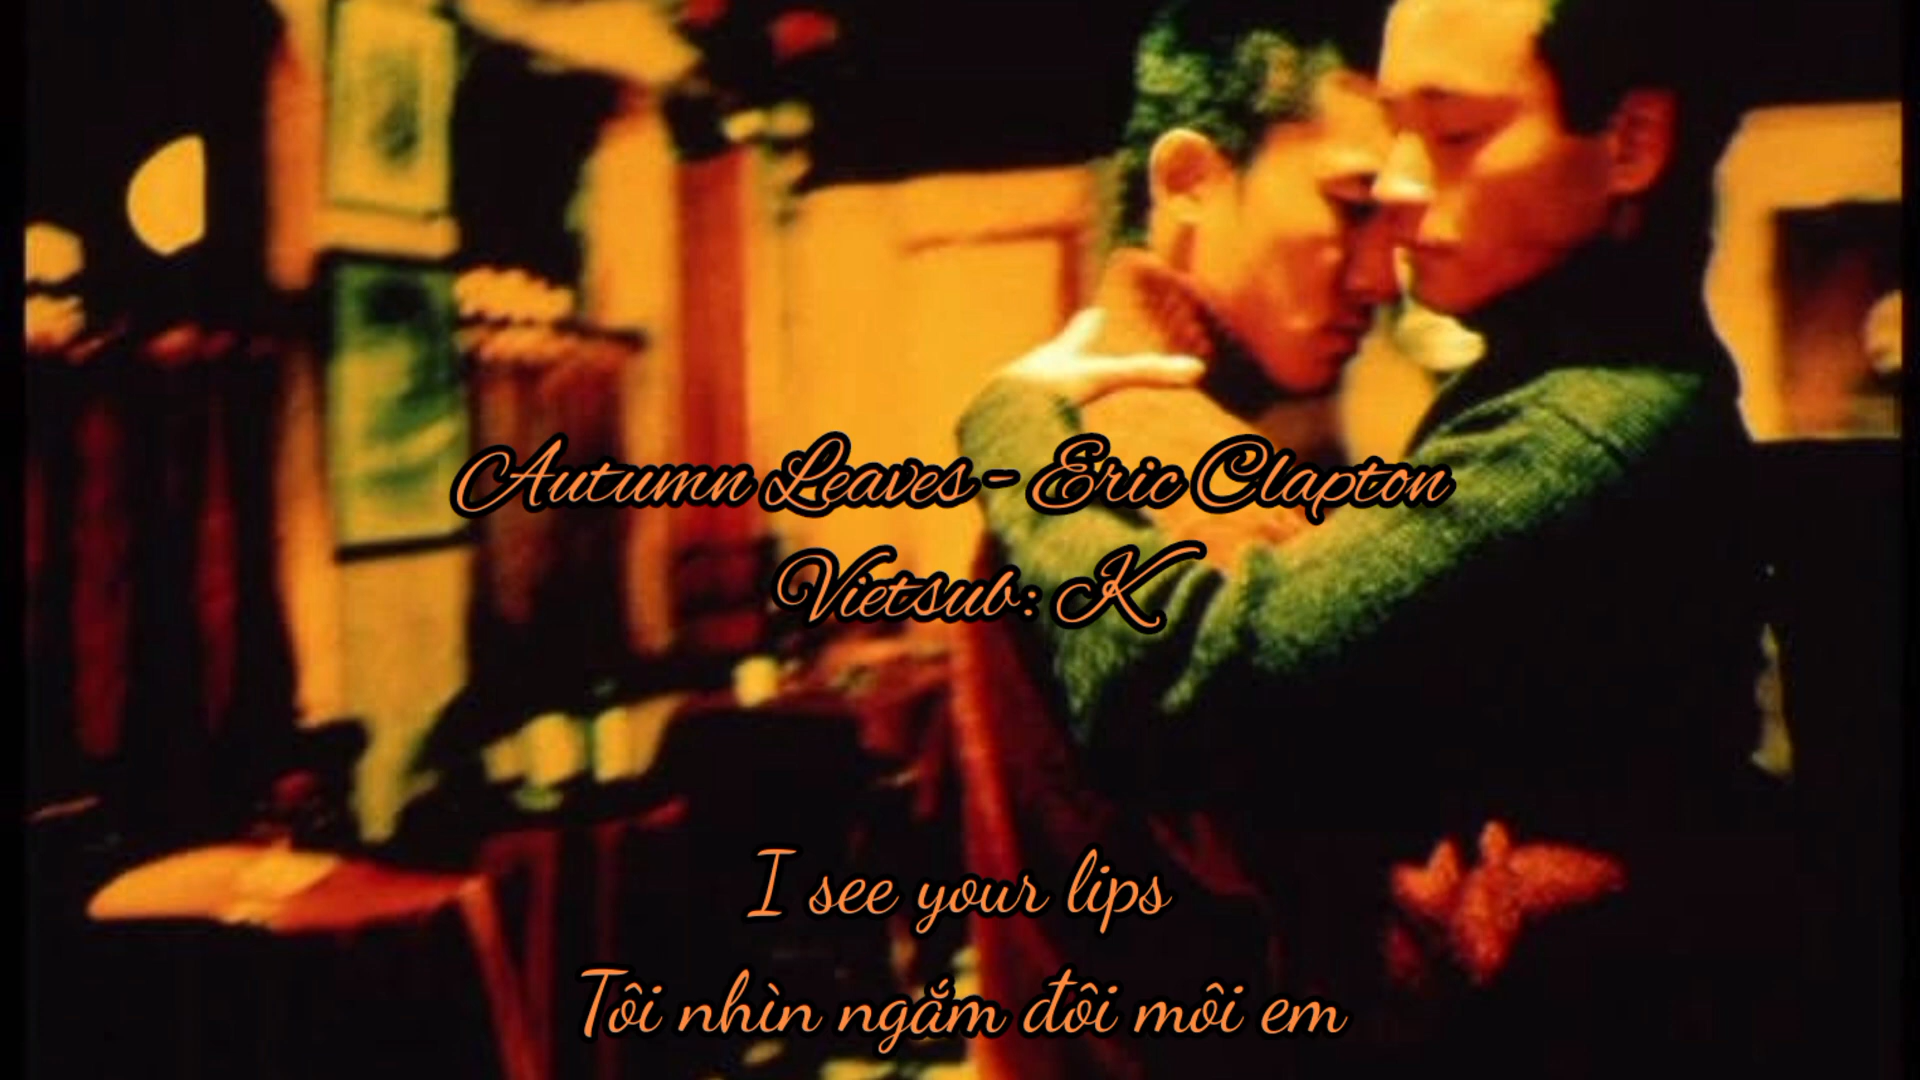 Autumn Leaves - Eric Clapton
Vietsub: K
I see your lips
Tôi nhìn ngắm đôi môi em